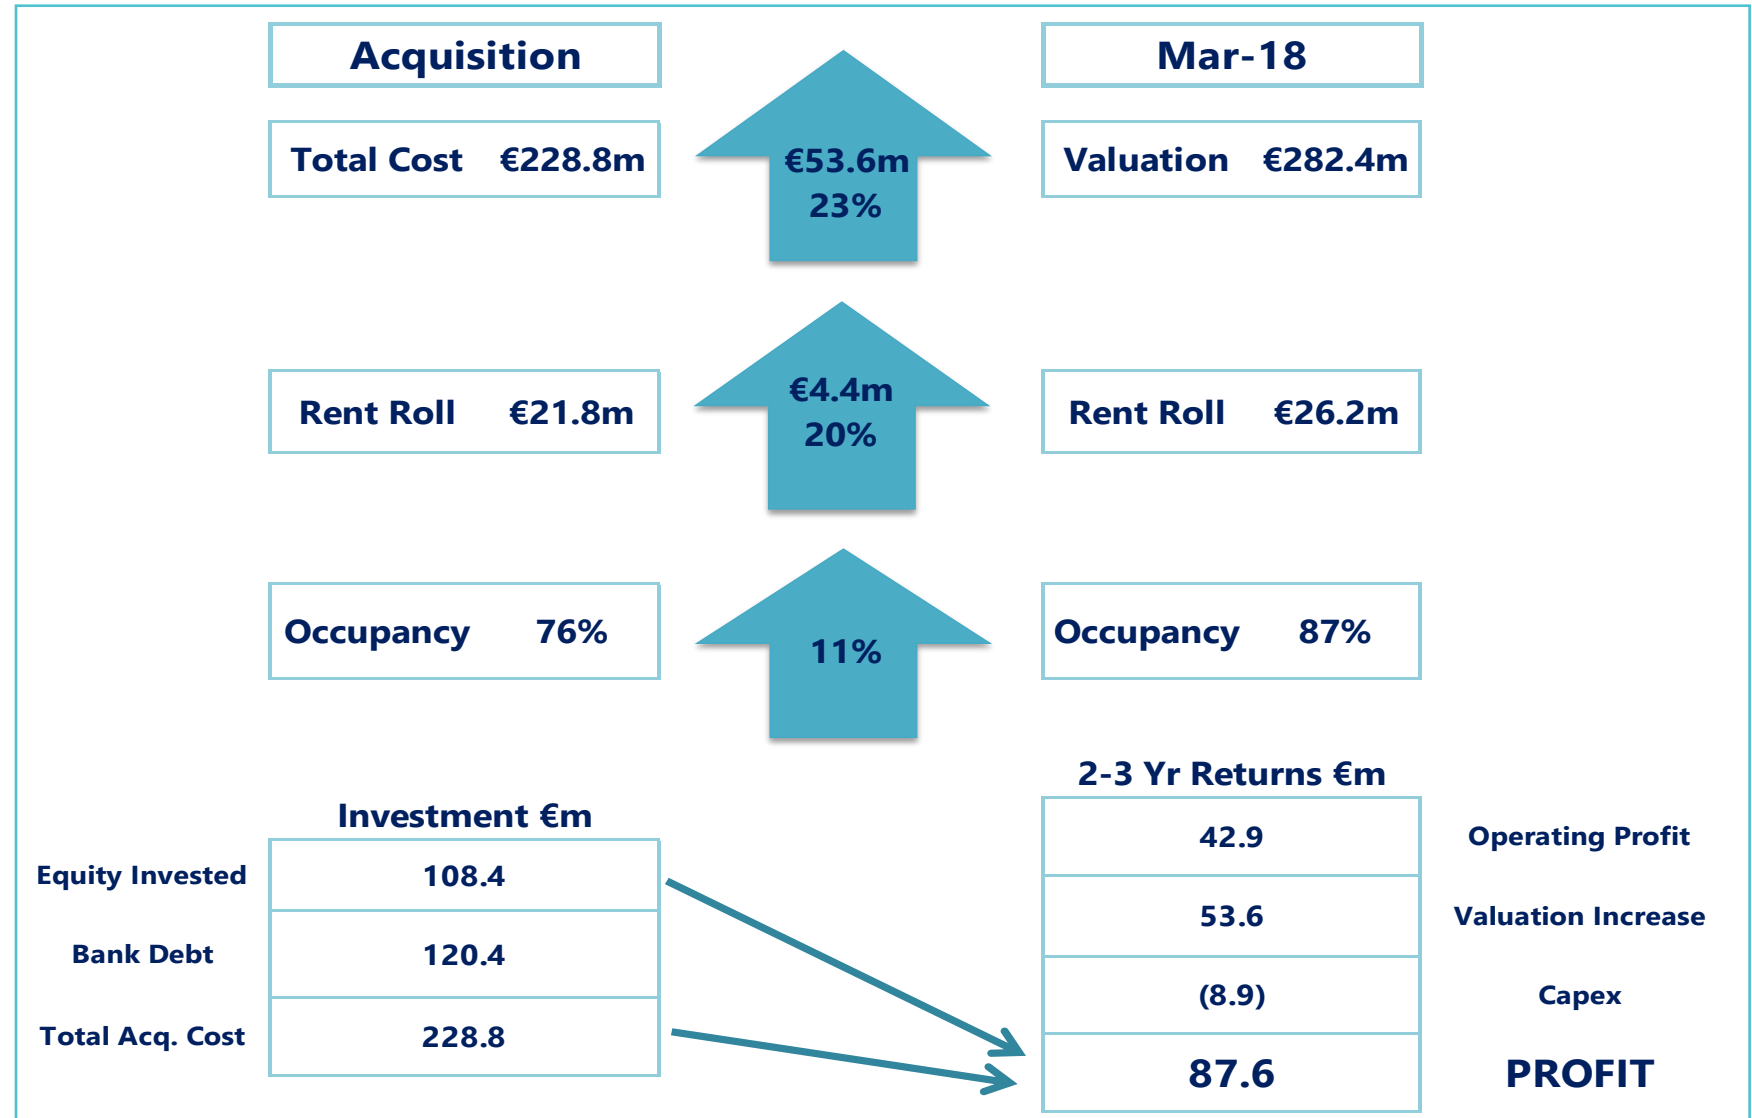 Acquisition
Mar-18
Total Cost €228.8m
€53.6m
23%
Valuation €282.4m
Rent Roll €21.8m
€4.4m
20%
Rent Roll €26.2m
Occupancy 76%
11%
Occupancy 87%
Investment €m
Equity Invested 108.4
Bank Debt 120.4
Total Acq. Cost 228.8
2-3 Yr Returns €m
42.9 Operating Profit
53.6 Valuation Increase
(8.9) Capex
87.6 PROFIT